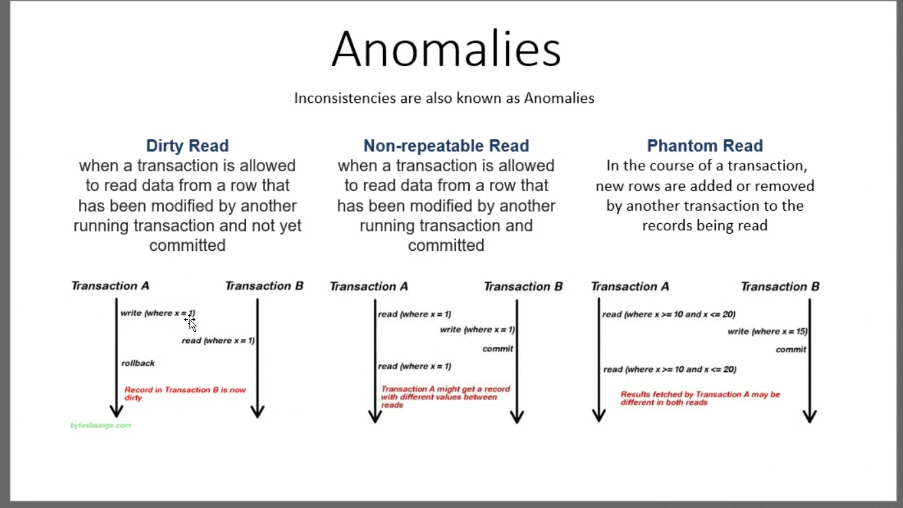 Anomalies
Inconsistencies are also known as Anomalies
Dirty Read
when a transaction is allowed
to read data from a row that
has been modified by another
running transaction and not yet
committed
Non-repeatable Read
when a transaction is allowed
to read data from a row that
has been modified by another
running transaction and
committed
Phantom Read
In the course of a transaction,
new rows are added or removed
by another transaction to the
records being read
Transaction A
Transaction B
write (where x = 1)
read (where x = 1)
rollback
Record in Transaction B is now
dirty
byteslounge.com
Transaction A
Transaction B
read (where x = 1)
write (where x = 1)
commit
read (where x = 1)
Transaction A might get a record
with different values between
reads
Transaction A
Transaction B
read (where x >= 10 and x <= 20)
write (where x = 15)
commit
read (where x >= 10 and x <= 20)
Results fetched by Transaction A may be
different in both reads